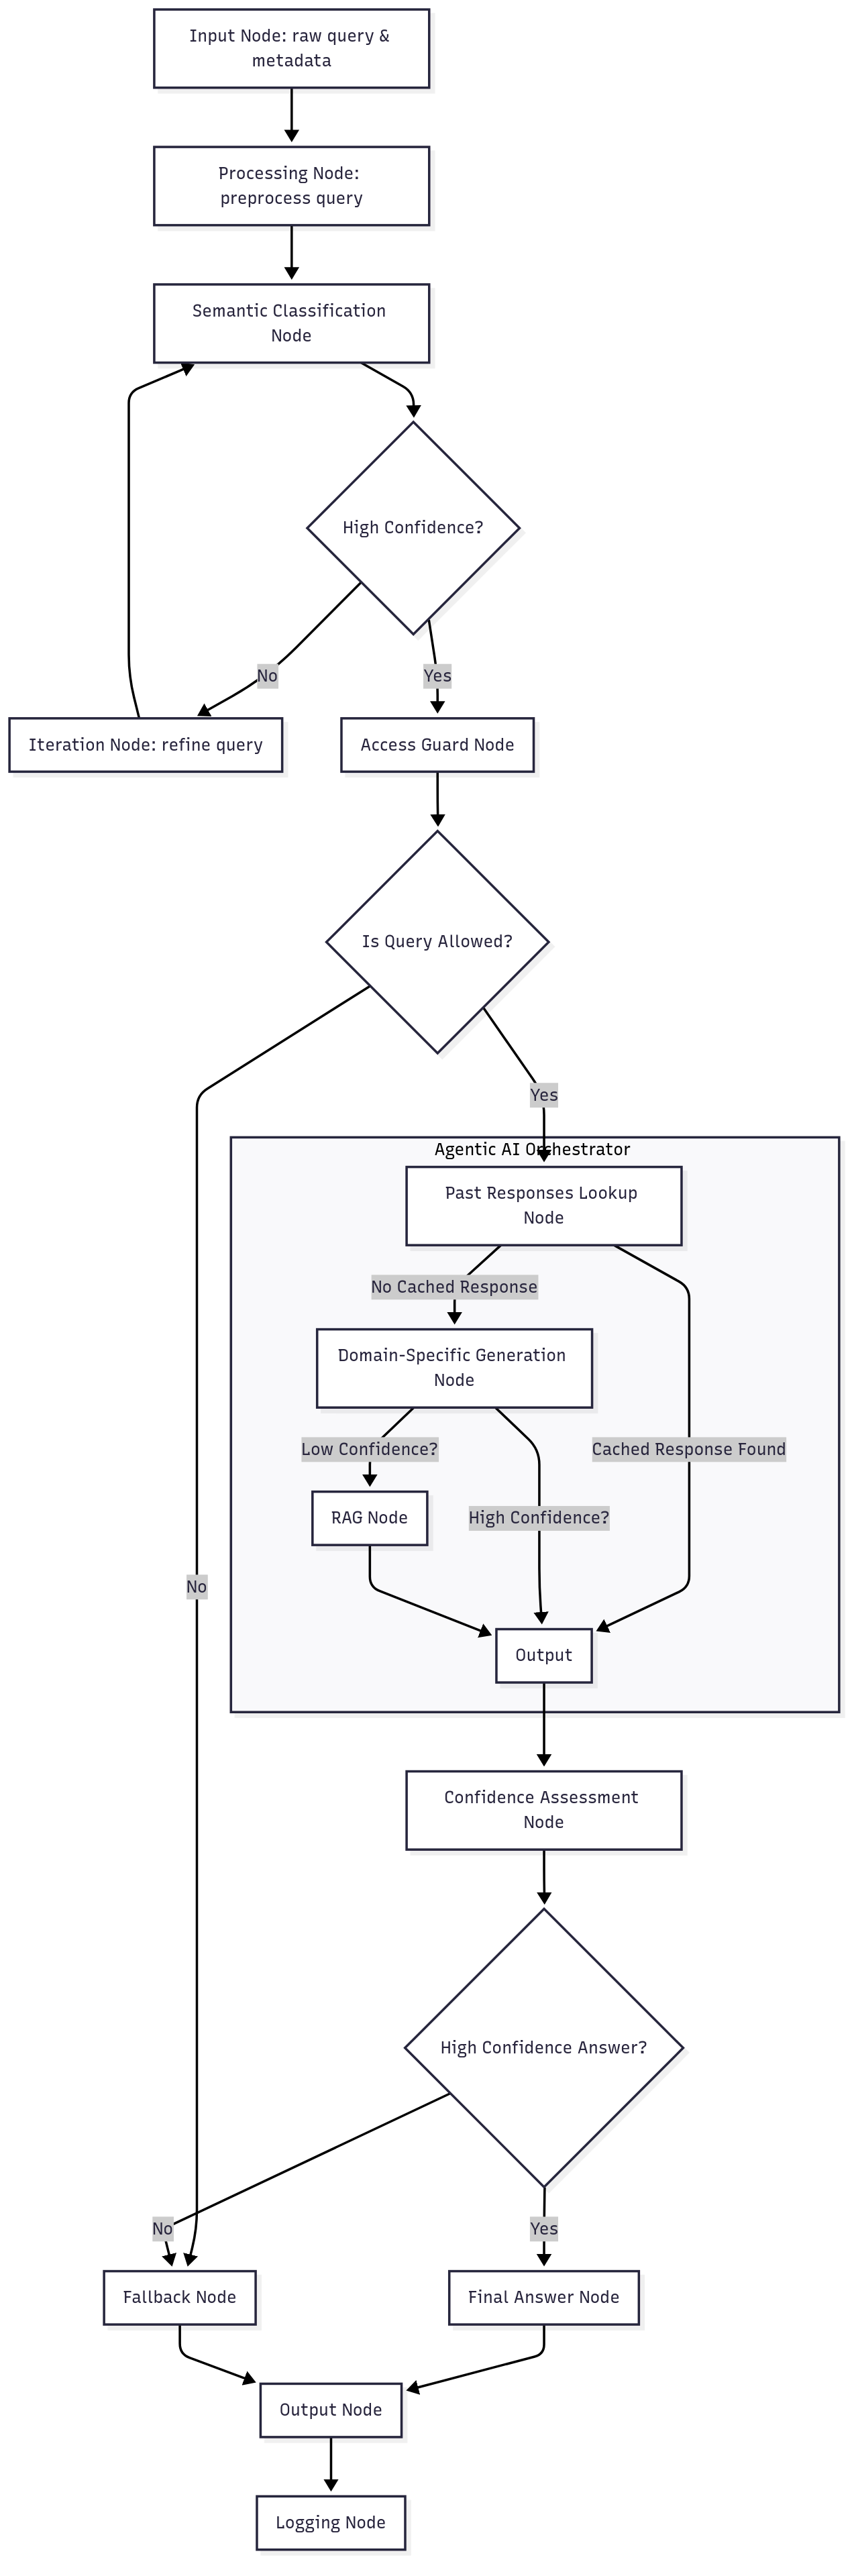 Input Node: raw query &
metadata
Processing Node:
preprocess query
Semantic Classification
Node
High Confidence?
No
Yes
Iteration Node: refine query
Access Guard Node
Is Query Allowed?
Yes
Agentic AI Orchestrator
Past Responses Lookup
Node
No Cached Response
Domain-Specific Generation
Node
Low Confidence?
Cached Response Found
RAG Node
High Confidence?
No
Output
Confidence Assessment
Node
High Confidence Answer?
No
Yes
Fallback Node
Final Answer Node
Output Node
Logging Node